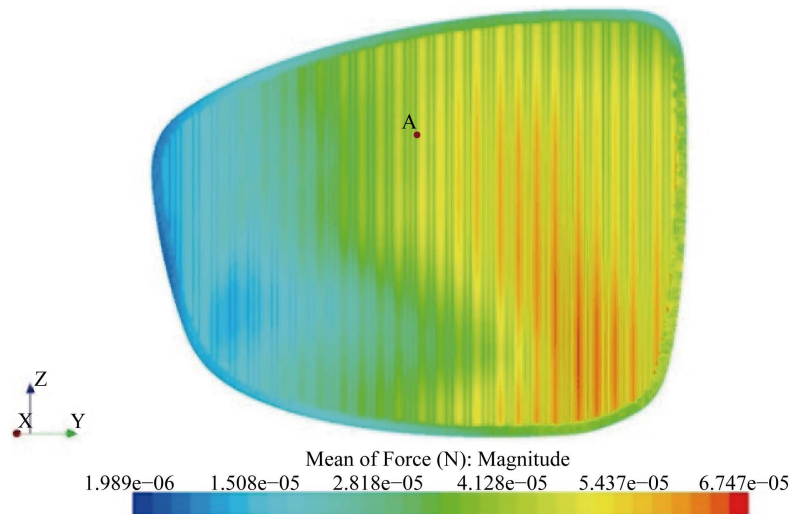 A
Z
X Y
Mean of Force (N): Magnitude
1.989e−06 1.508e−05 2.818e−05 4.128e−05 5.437e−05 6.747e−05